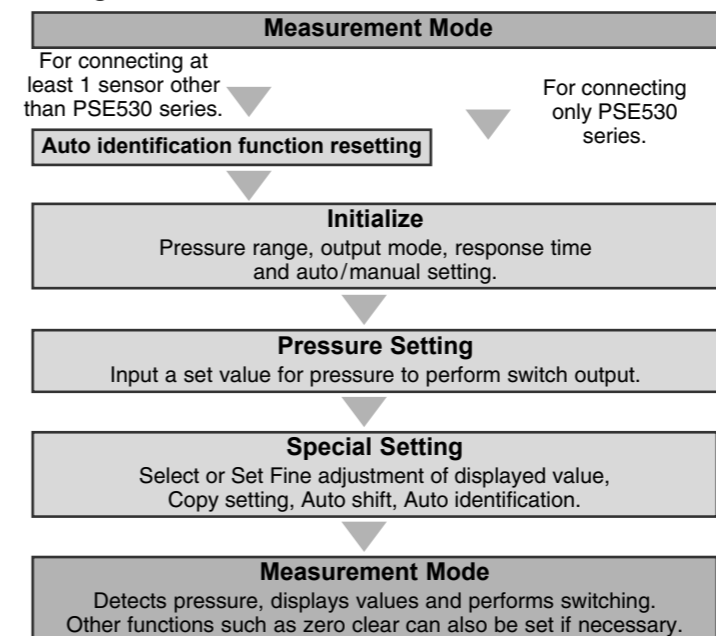 Measurement Mode
For connecting at
least 1 sensor other
than PSE530 series.
For connecting
only PSE530
series.
Auto identification function resetting
Initialize
Pressure range, output mode, response time
and auto/manual setting.
Pressure Setting
Input a set value for pressure to perform switch output.
Special Setting
Select or Set Fine adjustment of displayed value,
Copy setting, Auto shift, Auto identification.
Measurement Mode
Detects pressure, displays values and performs switching.
Other functions such as zero clear can also be set if necessary.